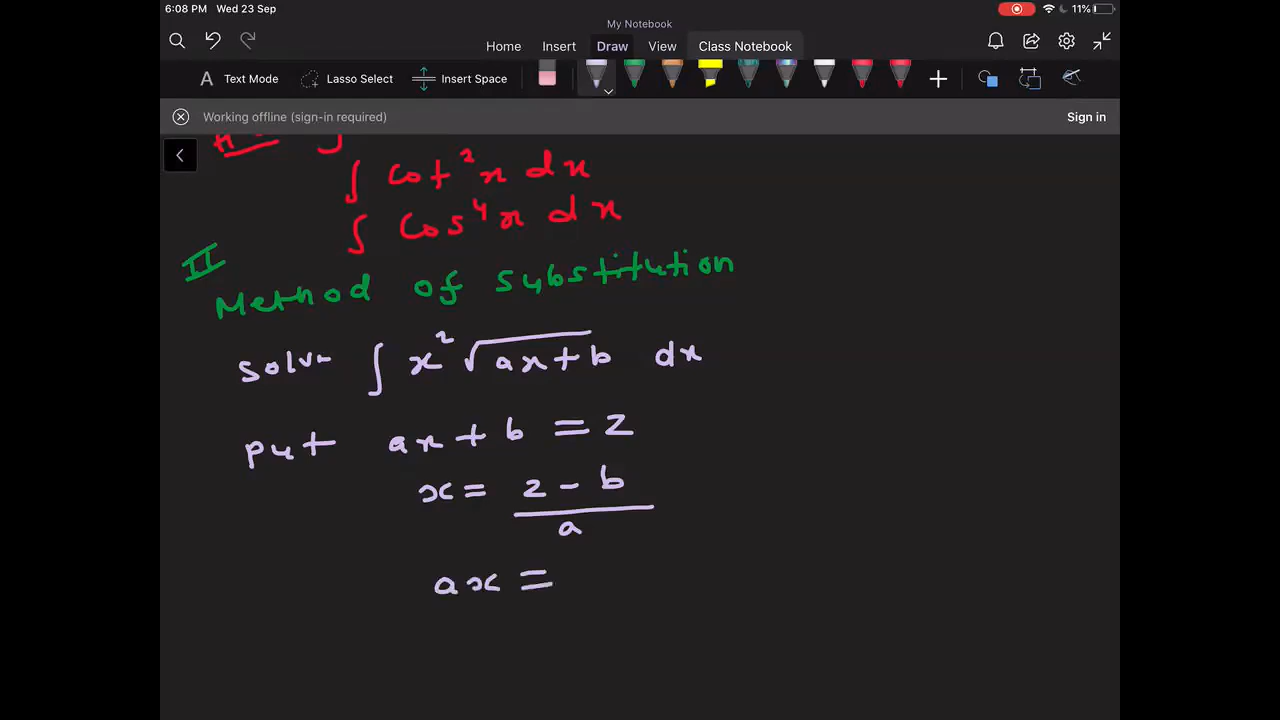 6:08 PM Wed 23 Sep
11%
My Notebook
Home Insert Draw View Class Notebook
A Text Mode Lasso Select Insert Space
Working offline (sign-in required) Sign in
∫ Cot²x dx
∫ Cos⁴x dx
II
Method of substitution
solve ∫ x² √(ax+b) dx
put ax + b = z
x = z - b
a
ax =